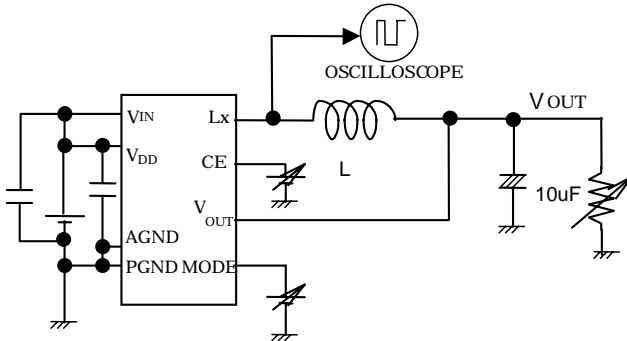 OSCILLOSCOPE
VIN
Lx
VOUT
VDD
CE
L
VOUT
10uF
AGND
PGND
MODE